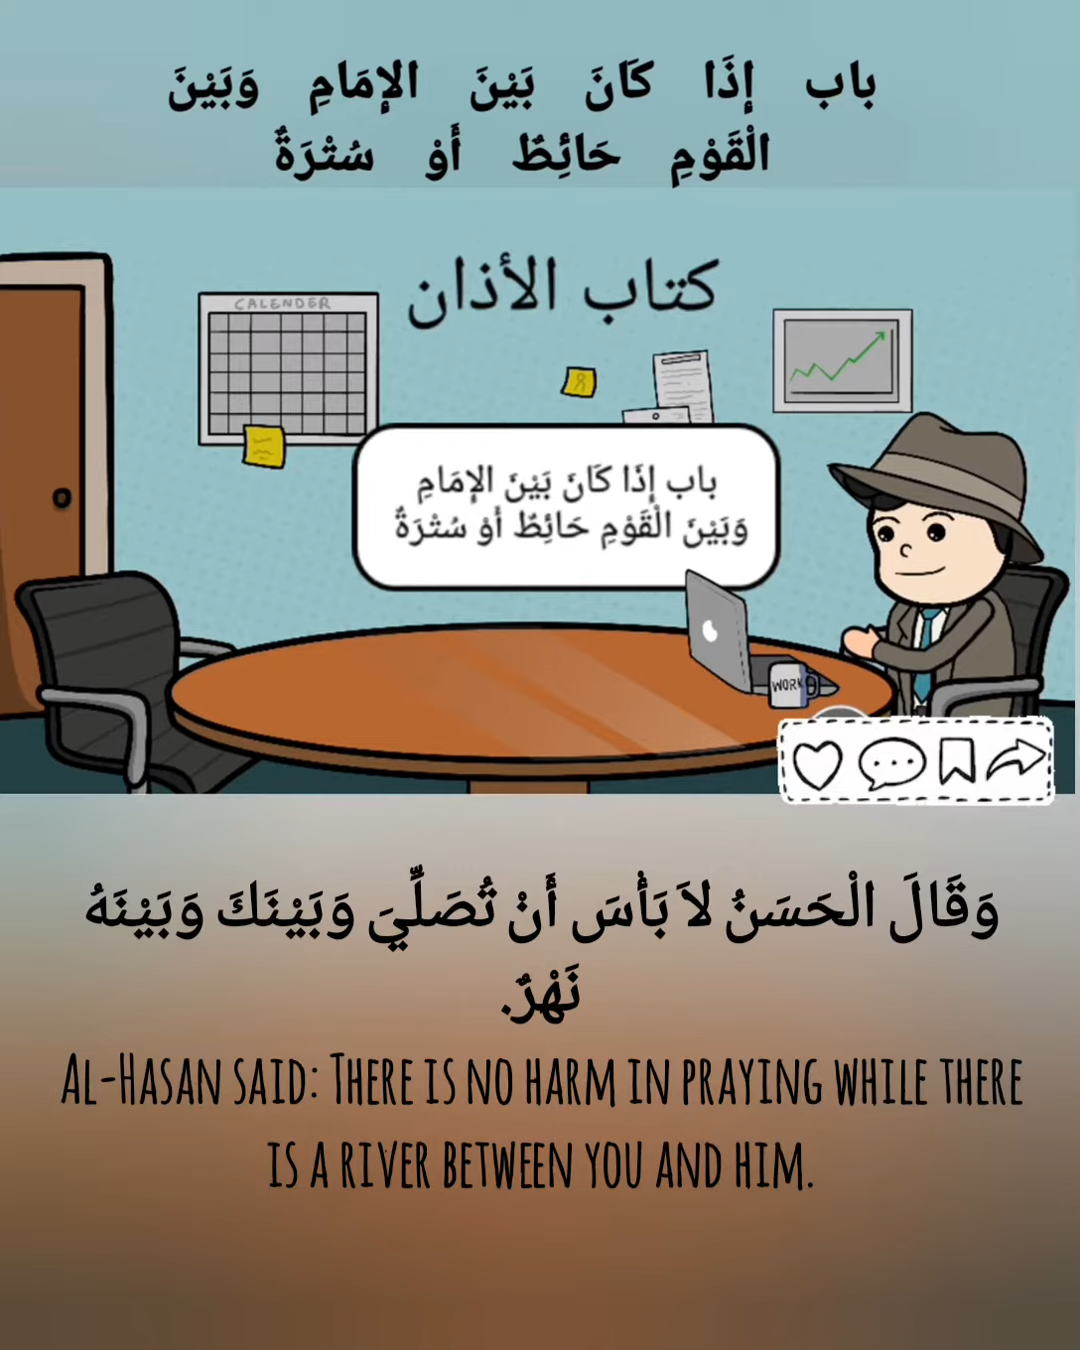 باب إِذَا كَانَ بَيْنَ الإِمَامِ وَبَيْنَ
الْقَوْمِ حَائِطٌ أَوْ سُتْرَةٌ
كتاب الأذان
CALENDER
باب إِذَا كَانَ بَيْنَ الإِمَامِ
وَبَيْنَ الْقَوْمِ حَائِطٌ أَوْ سُتْرَةٌ
WORK
وَقَالَ الْحَسَنُ لاَ بَأْسَ أَنْ تُصَلِّيَ وَبَيْنَكَ وَبَيْنَهُ
نَهْرٌ.
AL-HASAN SAID: THERE IS NO HARM IN PRAYING WHILE THERE
IS A RIVER BETWEEN YOU AND HIM.